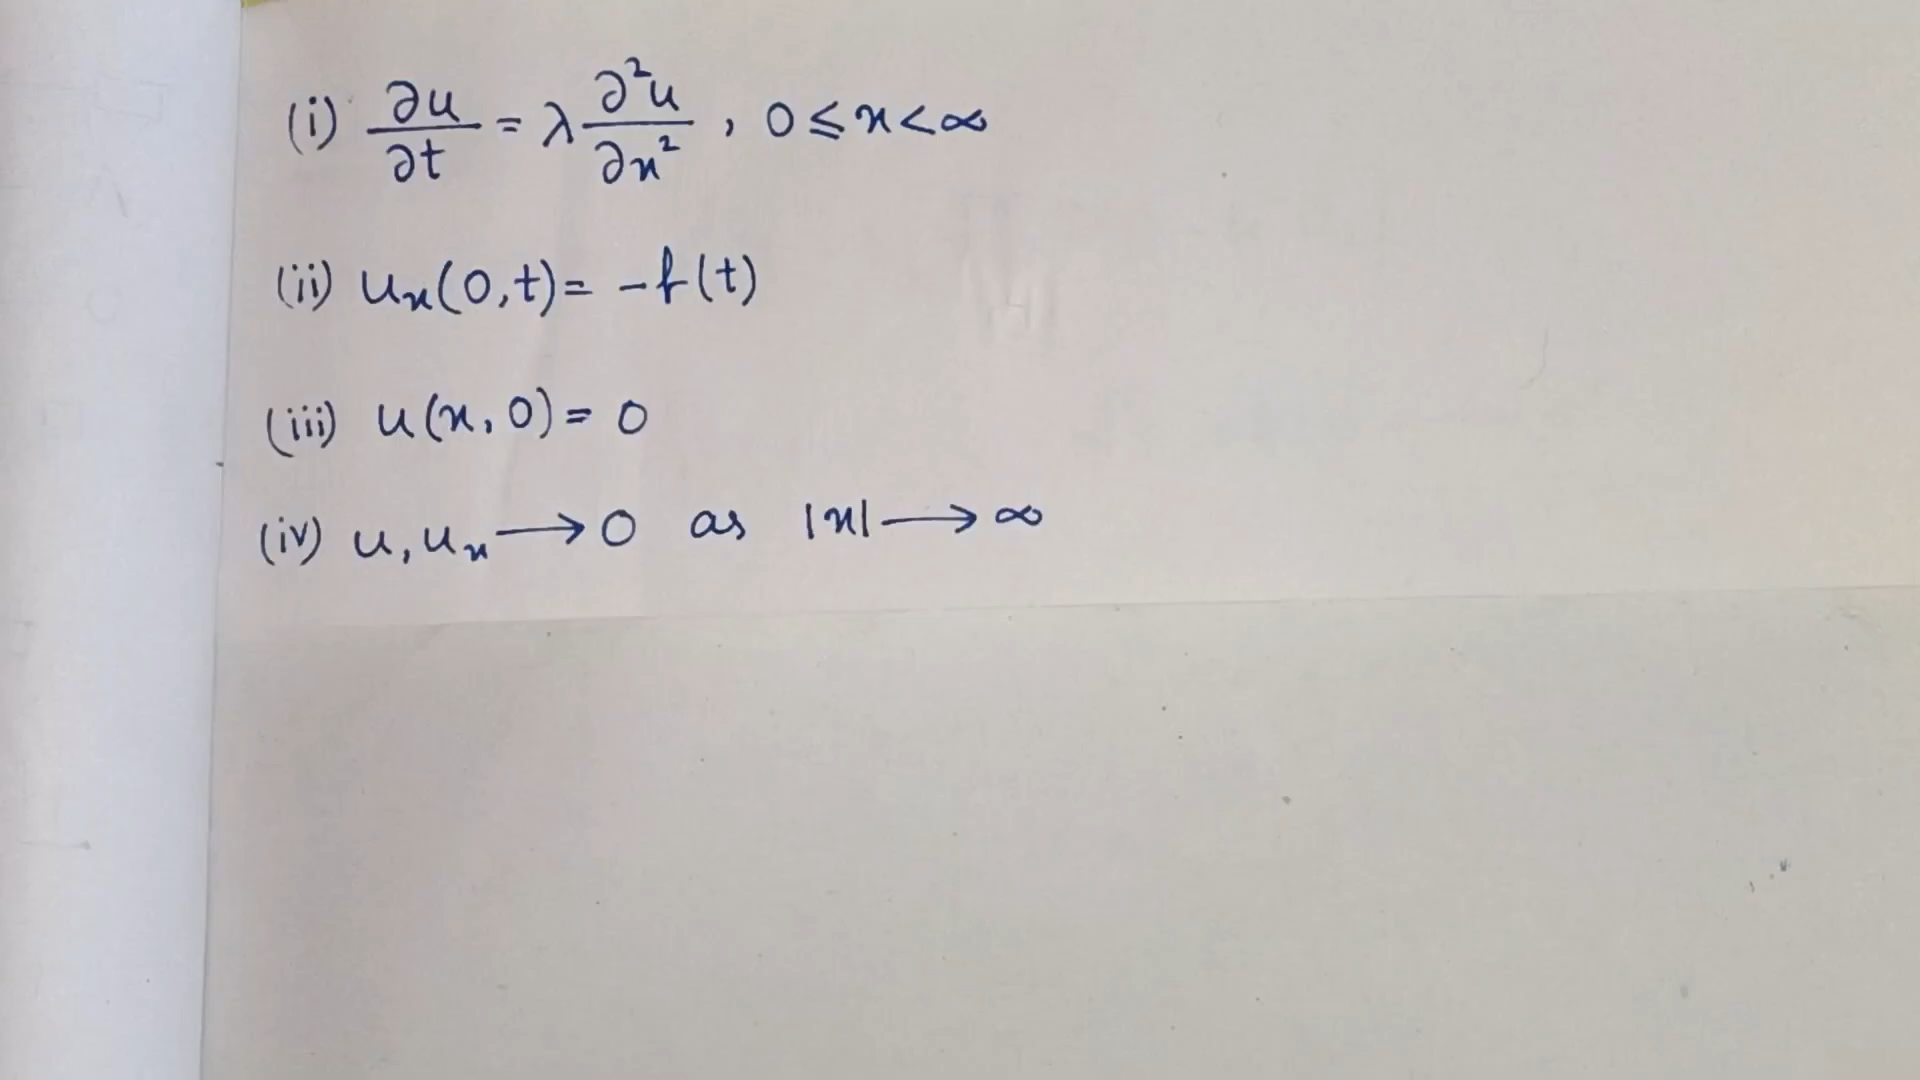 (i) ∂u/∂t = λ ∂²u/∂x² , 0 ≤ x < ∞
(ii) uₓ(0,t) = -f(t)
(iii) u(x,0) = 0
(iv) u, uₓ ⟶ 0 as |x| ⟶ ∞